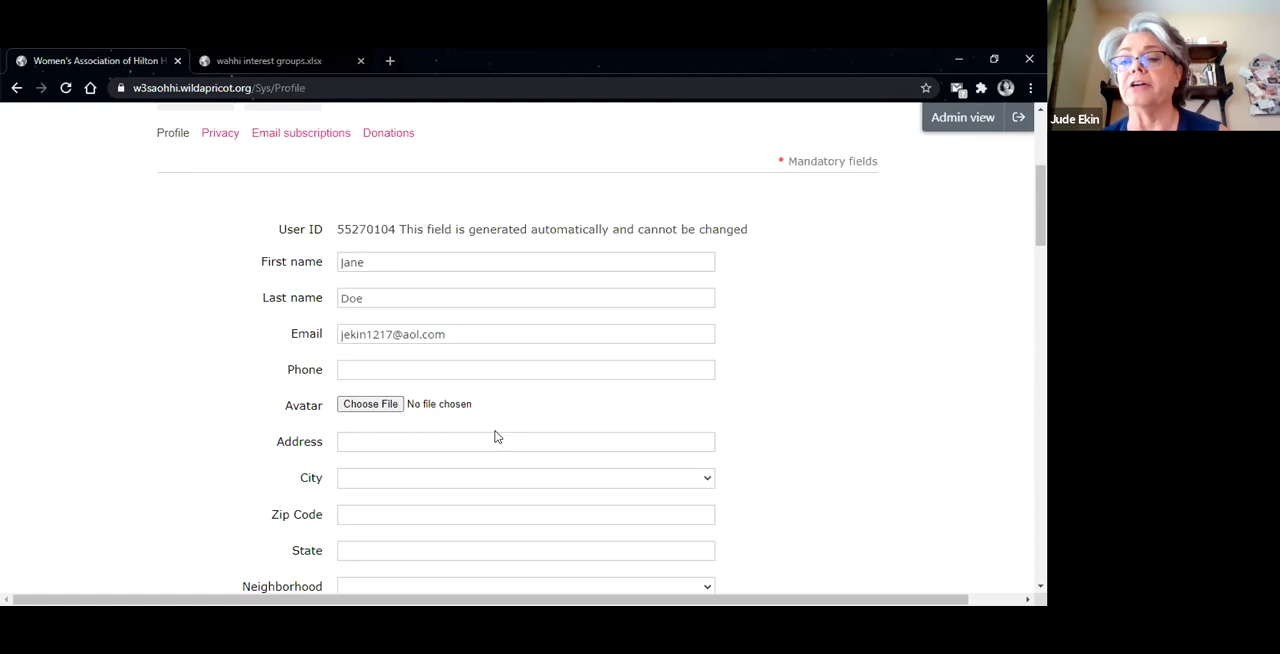 Women's Association of Hilton H
wahhi interest groups.xlsx
w3saohhi.wildapricot.org/Sys/Profile
Profile Privacy Email subscriptions Donations
Admin view
Jude Ekin
* Mandatory fields
User ID 55270104 This field is generated automatically and cannot be changed
First name Jane
Last name Doe
Email jekin1217@aol.com
Phone
Avatar Choose File No file chosen
Address
City
Zip Code
State
Neighborhood